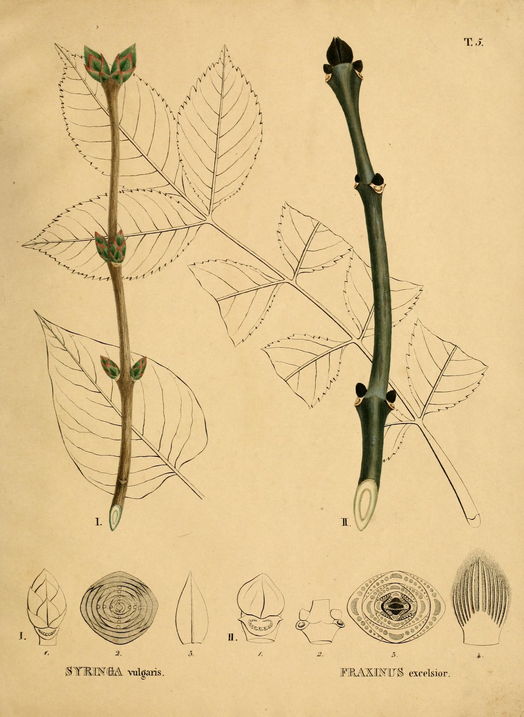 T. 5.
I.
II.
I.
II.
1. 2. 3. 1. 2. 3. 4.
SYRINGA vulgaris.
FRAXINUS excelsior.